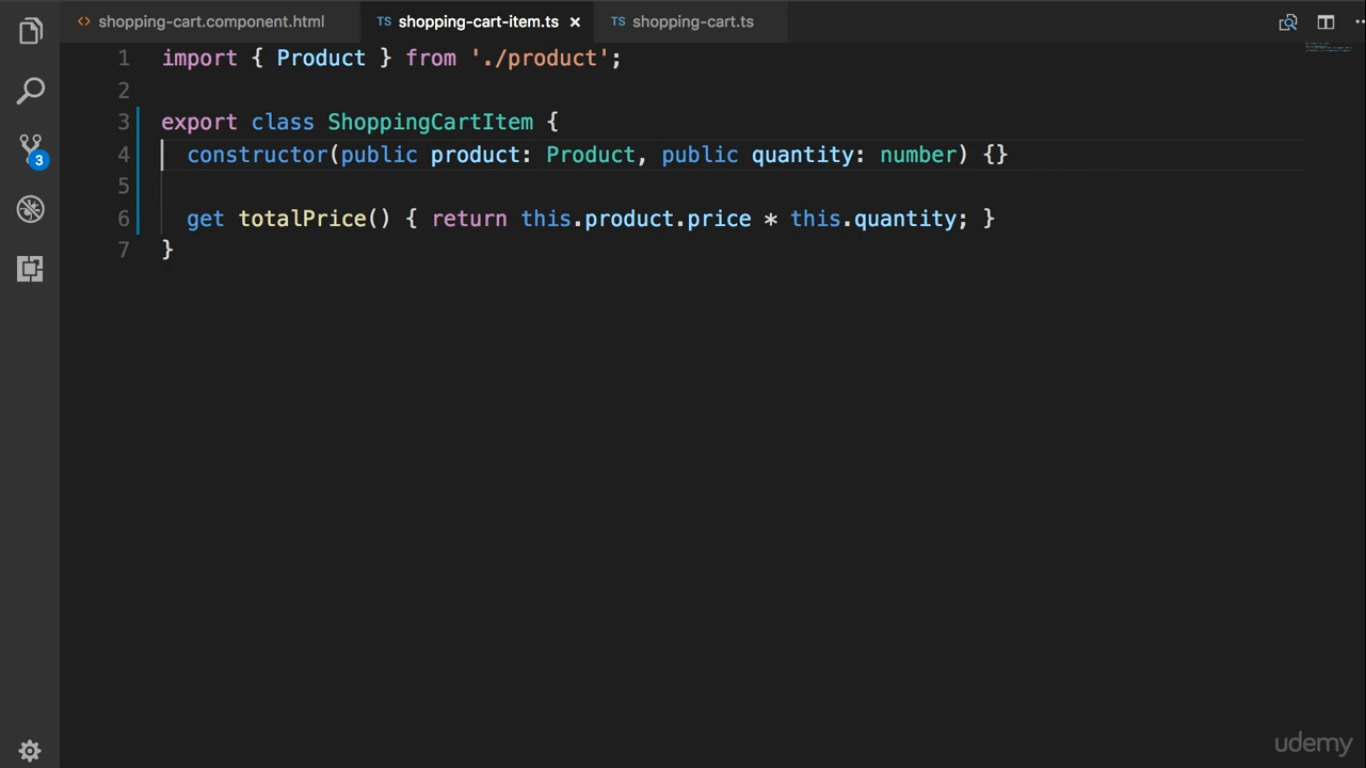 <> shopping-cart.component.html TS shopping-cart-item.ts × TS shopping-cart.ts
1 import { Product } from './product';
2
3 export class ShoppingCartItem {
4 constructor(public product: Product, public quantity: number) {}
5
6 get totalPrice() { return this.product.price * this.quantity; }
7 }
3
udemy